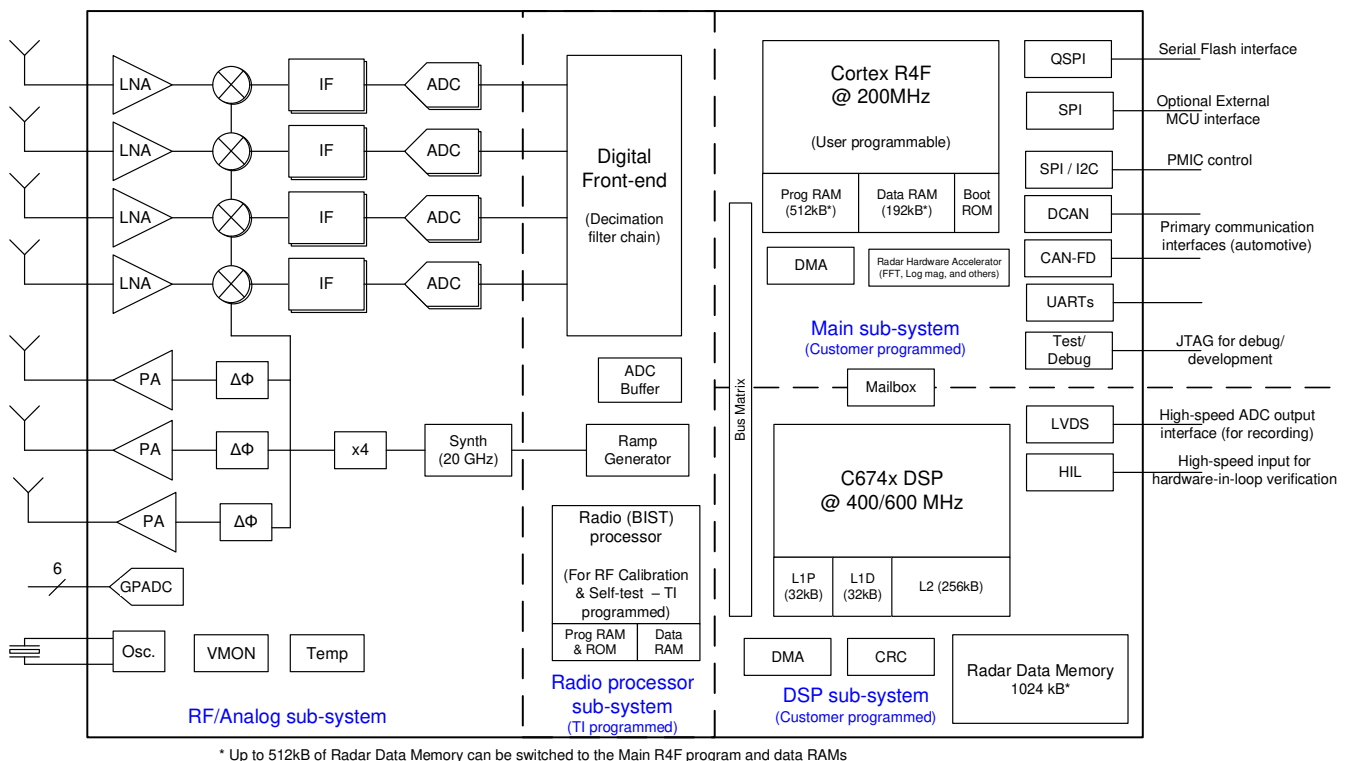 LNA
IF
ADC
LNA
IF
ADC
LNA
IF
ADC
LNA
IF
ADC
PA
ΔΦ
PA
ΔΦ
x4
Synth
(20 GHz)
PA
ΔΦ
6
GPADC
Osc.
VMON
Temp
RF/Analog sub-system
Digital
Front-end
(Decimation
filter chain)
ADC
Buffer
Ramp
Generator
Radio (BIST)
processor
(For RF Calibration
& Self-test – TI
programmed)
Prog RAM
& ROM
Data
RAM
Radio processor
sub-system
(TI programmed)
Cortex R4F
@ 200MHz
(User programmable)
Prog RAM
(512kB*)
Data RAM
(192kB*)
Boot
ROM
DMA
Radar Hardware Accelerator
(FFT, Log mag, and others)
Main sub-system
(Customer programmed)
Bus Matrix
Mailbox
QSPI
Serial Flash interface
SPI
Optional External
MCU interface
SPI / I2C
PMIC control
DCAN
CAN-FD
Primary communication
interfaces (automotive)
UARTs
Test/
Debug
JTAG for debug/
development
LVDS
High-speed ADC output
interface (for recording)
HIL
High-speed input for
hardware-in-loop verification
C674x DSP
@ 400/600 MHz
L1P
(32kB)
L1D
(32kB)
L2 (256kB)
DMA
CRC
Radar Data Memory
1024 kB*
DSP sub-system
(Customer programmed)
* Up to 512kB of Radar Data Memory can be switched to the Main R4F program and data RAMs